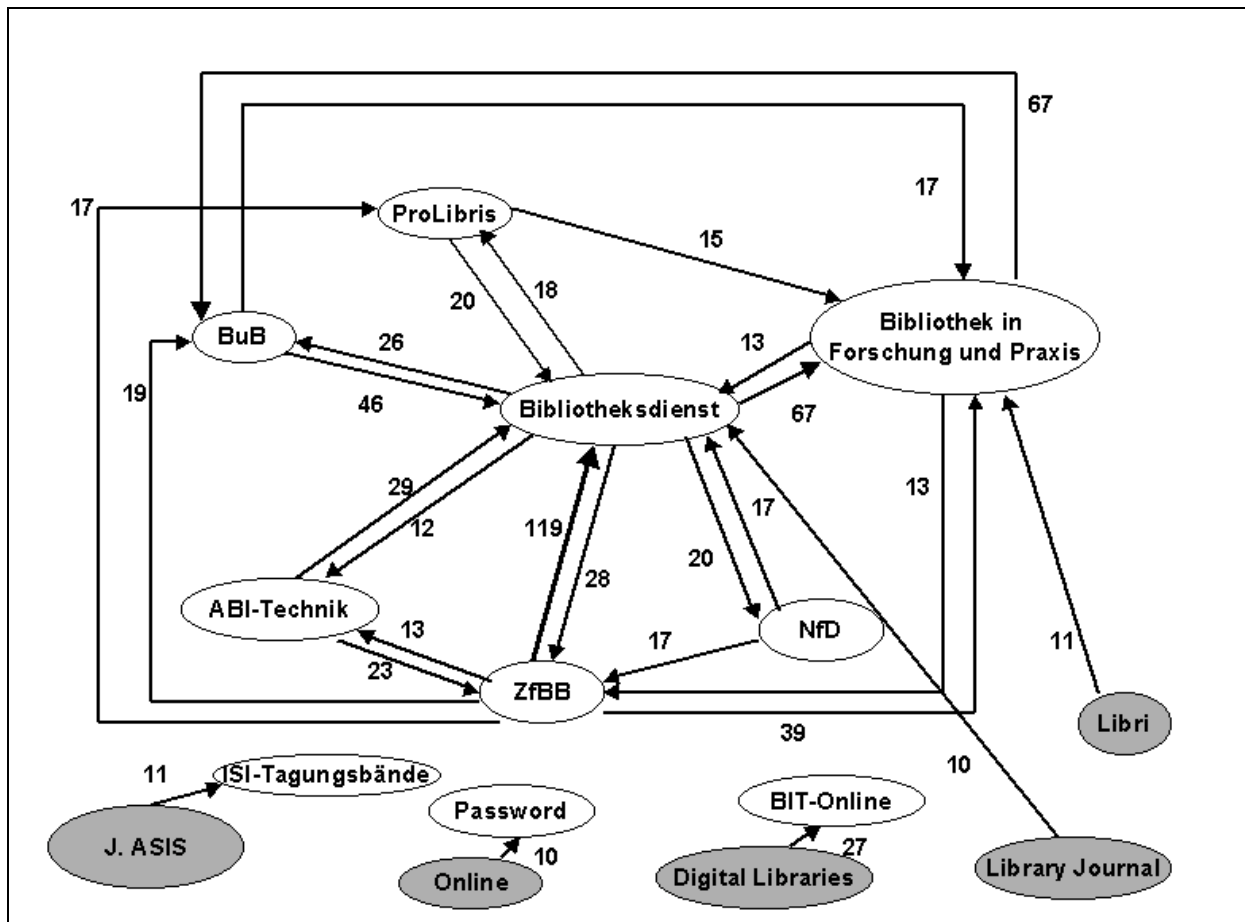 67
17
17
ProLibris
15
20
18
BuB
26
13
Bibliothek in
Forschung und Praxis
19
46
Bibliotheksdienst
67
29
12
119
17
13
20
28
ABI-Technik
13
23
17
NfD
11
ZfBB
39
Libri
10
11
ISI-Tagungsbände
Password
BIT-Online
J. ASIS
10
27
Online
Digital Libraries
Library Journal